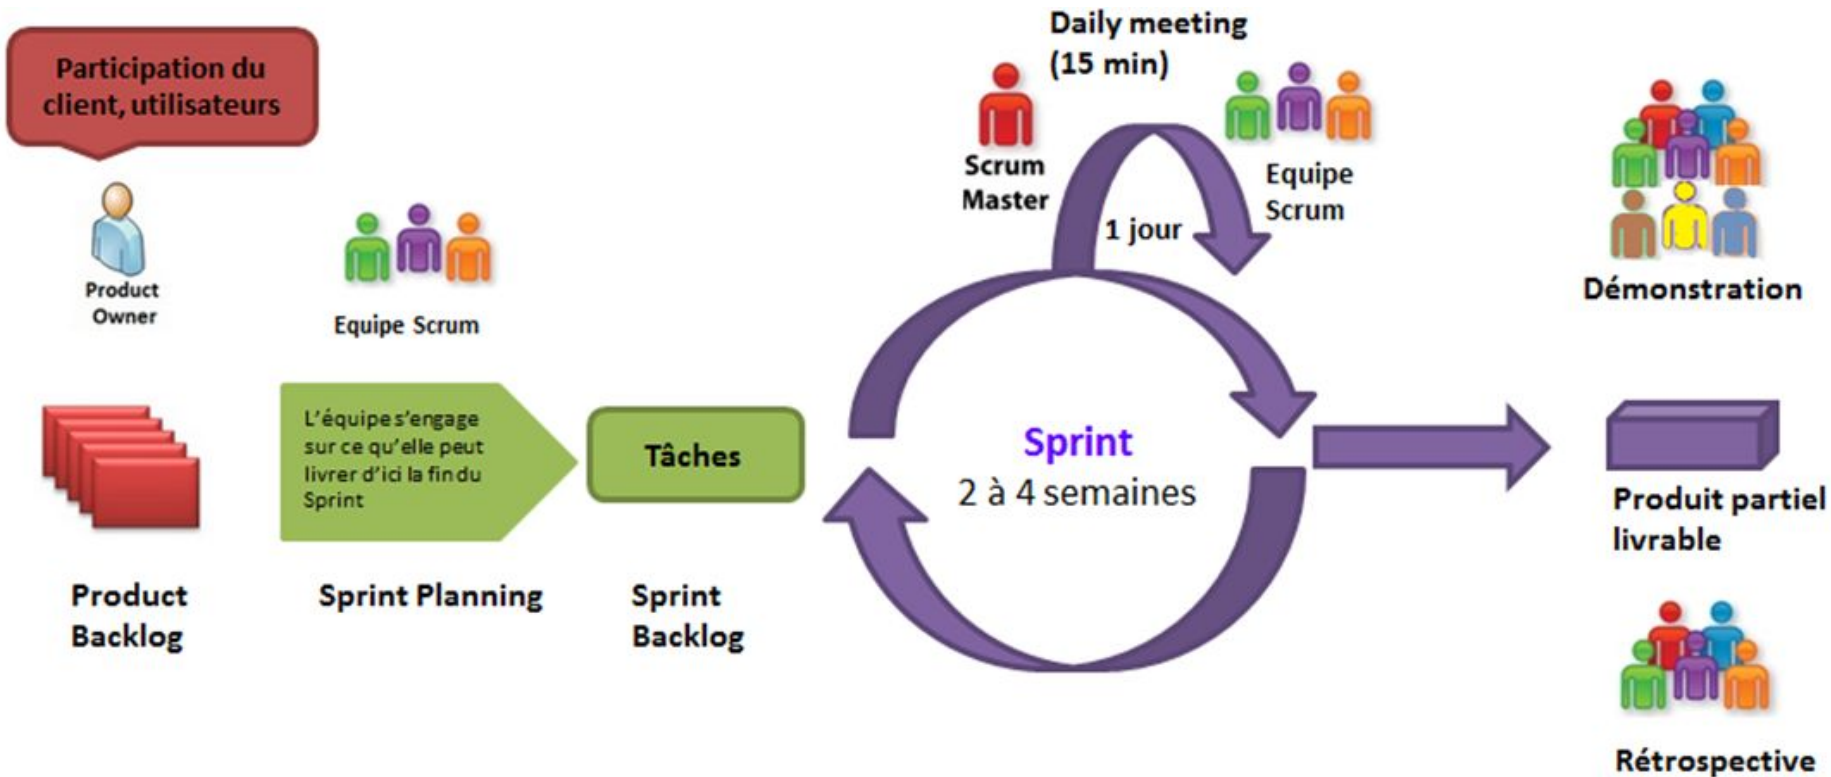 Participation du
client, utilisateurs
Product
Owner
Equipe Scrum
Daily meeting
(15 min)
Scrum
Master
Equipe
Scrum
1 jour
Démonstration
L'équipe s'engage
sur ce qu'elle peut
livrer d'ici la fin du
Sprint
Tâches
Sprint
2 à 4 semaines
Produit partiel
livrable
Product
Backlog
Sprint Planning
Sprint
Backlog
Rétrospective